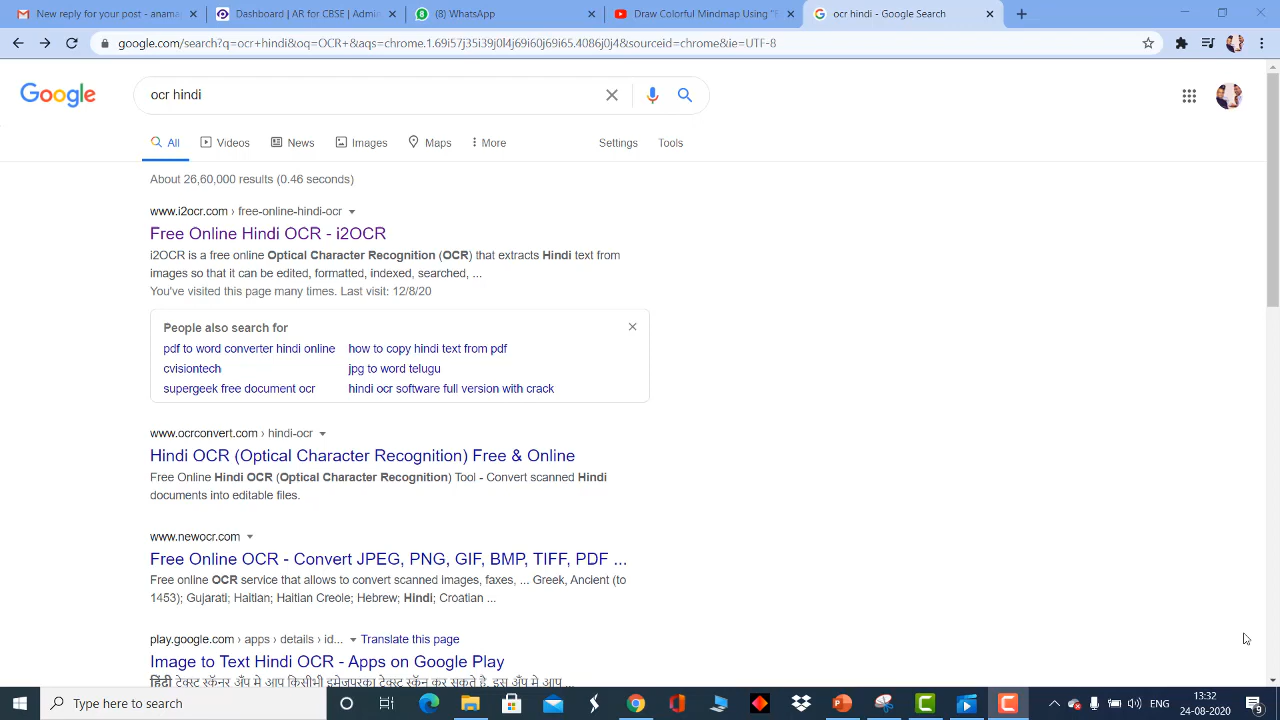 New reply for your post - anamam
Dashboard | AR for CBSE | Admin
(8) WhatsApp
Draw Colorful Mindmap Using "F
ocr hindi - Google Search
google.com/search?q=ocr+hindi&oq=OCR+&aqs=chrome.1.69i57j35i39j0l4j69i60j69i65.4086j0j4&sourceid=chrome&ie=UTF-8
Google
ocr hindi
All Videos News Images Maps More Settings Tools
About 26,60,000 results (0.46 seconds)
www.i2ocr.com › free-online-hindi-ocr
Free Online Hindi OCR - i2OCR
i2OCR is a free online Optical Character Recognition (OCR) that extracts Hindi text from
images so that it can be edited, formatted, indexed, searched, ...
You've visited this page many times. Last visit: 12/8/20
People also search for
pdf to word converter hindi online how to copy hindi text from pdf
cvisiontech jpg to word telugu
supergeek free document ocr hindi ocr software full version with crack
www.ocrconvert.com › hindi-ocr
Hindi OCR (Optical Character Recognition) Free & Online
Free Online Hindi OCR (Optical Character Recognition) Tool - Convert scanned Hindi
documents into editable files.
www.newocr.com
Free Online OCR - Convert JPEG, PNG, GIF, BMP, TIFF, PDF ...
Free online OCR service that allows to convert scanned images, faxes, ... Greek, Ancient (to
1453); Gujarati; Haitian; Haitian Creole; Hebrew; Hindi; Croatian ...
play.google.com › apps › details › id... Translate this page
Image to Text Hindi OCR - Apps on Google Play
हिंदी टेक्स्ट स्कॅनर अँप मे आप किसीभी इमेजपरका टेक्स्ट स्कॅन कर सकते है. इस अँप मे आप ...
Type here to search
ENG
13:32
24-08-2020